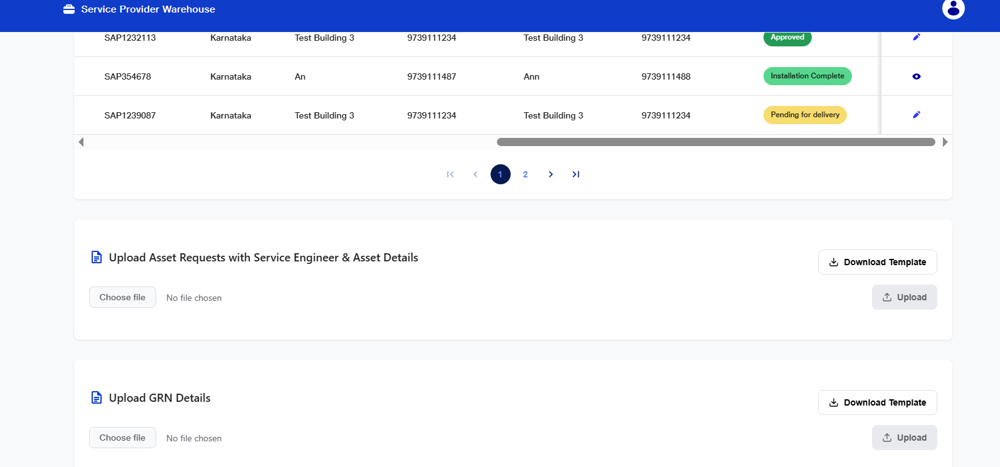 Service Provider Warehouse
SAP1232113 Karnataka Test Building 3 9739111234 Test Building 3 9739111234 Approved
SAP354678 Karnataka An 9739111487 Ann 9739111488 Installation Complete
SAP1239087 Karnataka Test Building 3 9739111234 Test Building 3 9739111234 Pending for delivery
1 2
Upload Asset Requests with Service Engineer & Asset Details
Download Template
Choose file No file chosen
Upload
Upload GRN Details
Download Template
Choose file No file chosen
Upload